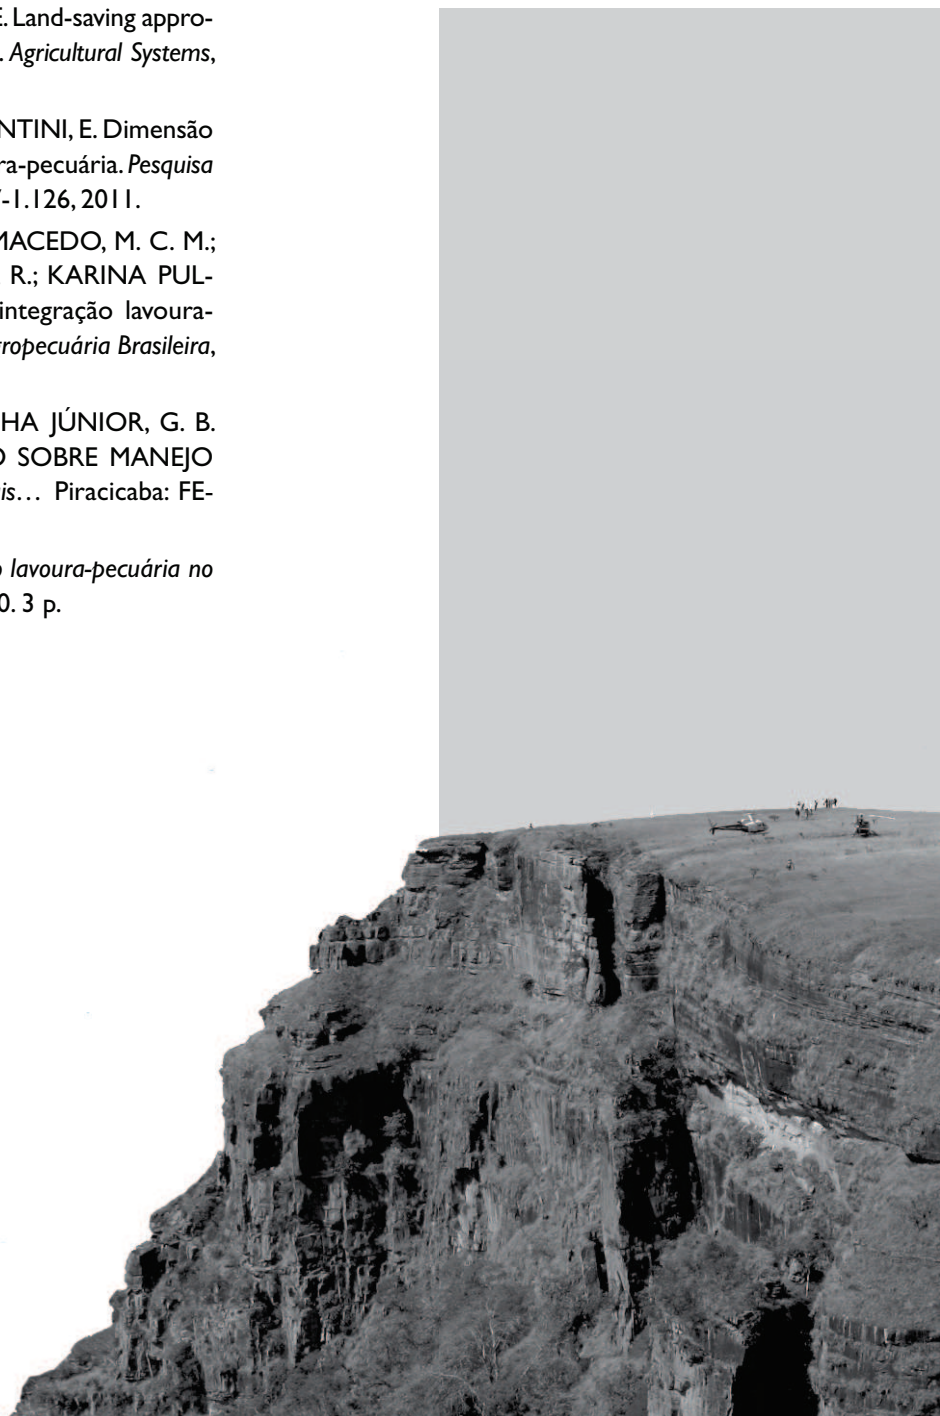 E. Land-saving appro-
. Agricultural Systems,
NTINI, E. Dimensão
ra-pecuária. Pesquisa
-1.126, 2011.
MACEDO, M. C. M.;
R.; KARINA PUL-
integração lavoura-
ropecuária Brasileira,
HA JÚNIOR, G. B.
O SOBRE MANEJO
is… Piracicaba: FE-
o lavoura-pecuária no
0. 3 p.